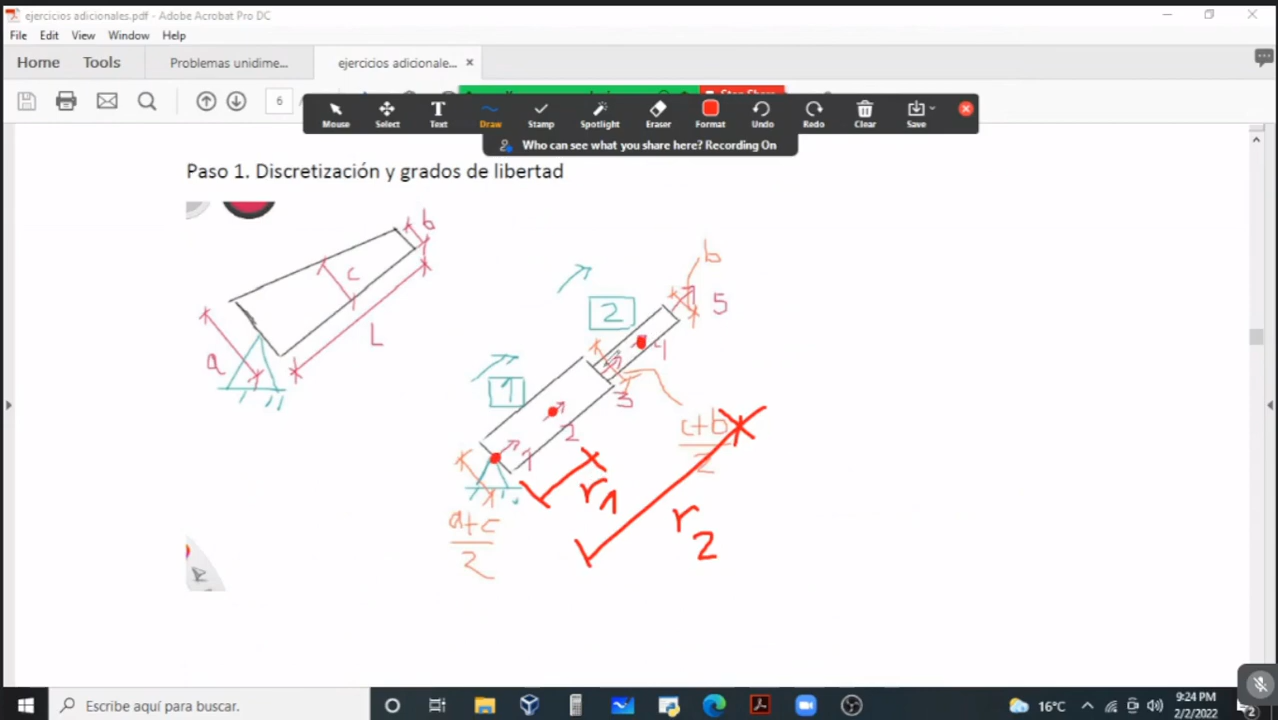 ejercicios adicionales.pdf - Adobe Acrobat Pro DC
File Edit View Window Help
Home Tools Problemas unidime... ejercicios adicionale... ×
6
Mouse Select Text Draw Stamp Spotlight Eraser Format Undo Redo Clear Save
Who can see what you share here? Recording On
Paso 1. Discretización y grados de libertad
b
c
a
L
b
2
5
4
1
3
2
1
c+b
2
r1
a+c
2
r2
Escribe aquí para buscar.
16°C
9:24 PM
2/2/2022
2